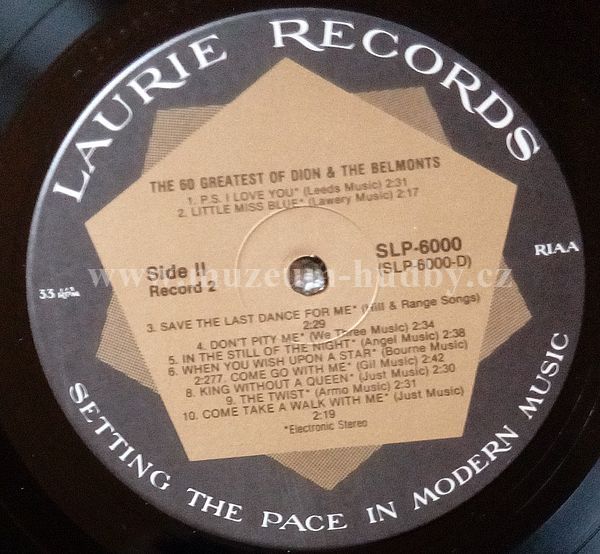 LAURIE RECORDS
THE 60 GREATEST OF DION & THE BELMONTS
1. P.S. I LOVE YOU* (Leeds Music) 2:31
2. LITTLE MISS BLUE* (Lawery Music) 2:17
Side II
Record 2
SLP-6000
(SLP-6000-D)
33 1/3 RPM
RIAA
www.muzeum-hudby.cz
3. SAVE THE LAST DANCE FOR ME* (Hill & Range Songs)
2:29
4. DON'T PITY ME* (We Three Music) 2:34
5. IN THE STILL OF THE NIGHT* (Angel Music) 2:38
6. WHEN YOU WISH UPON A STAR* (Bourne Music)
2:277. COME GO WITH ME* (Gil Music) 2:42
8. KING WITHOUT A QUEEN* (Just Music) 2:30
9. THE TWIST* (Armo Music) 2:31
10. COME TAKE A WALK WITH ME* (Just Music)
2:19
*Electronic Stereo
SETTING THE PACE IN MODERN MUSIC